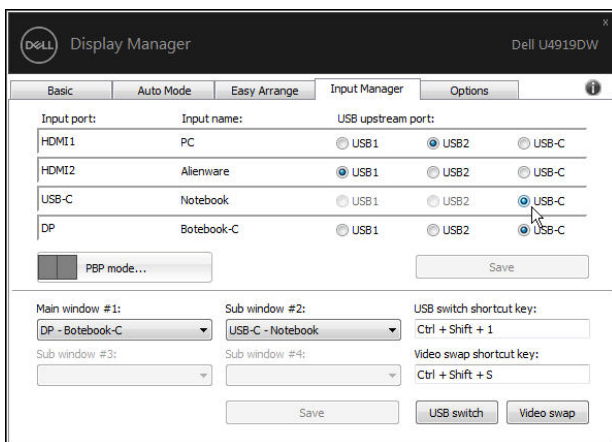 x
DELL Display Manager Dell U4919DW
Basic Auto Mode Easy Arrange Input Manager Options i
Input port: Input name: USB upstream port:
HDMI1 PC USB1 USB2 USB-C
HDMI2 Alienware USB1 USB2 USB-C
USB-C Notebook USB1 USB2 USB-C
DP Botebook-C USB1 USB2 USB-C
PBP mode... Save
Main window #1: Sub window #2: USB switch shortcut key:
DP - Botebook-C USB-C - Notebook Ctrl + Shift + 1
Sub window #3: Sub window #4: Video swap shortcut key:
Ctrl + Shift + S
Save USB switch Video swap